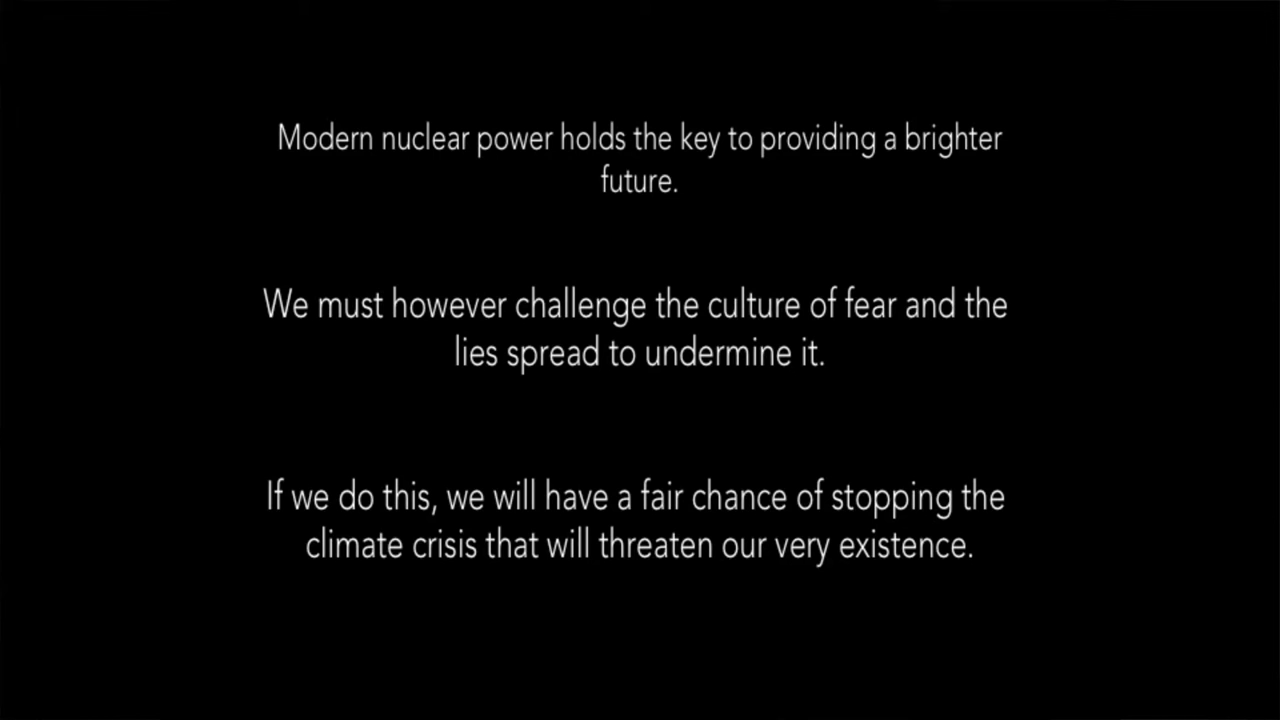 Modern nuclear power holds the key to providing a brighter
future.
We must however challenge the culture of fear and the
lies spread to undermine it.
If we do this, we will have a fair chance of stopping the
climate crisis that will threaten our very existence.